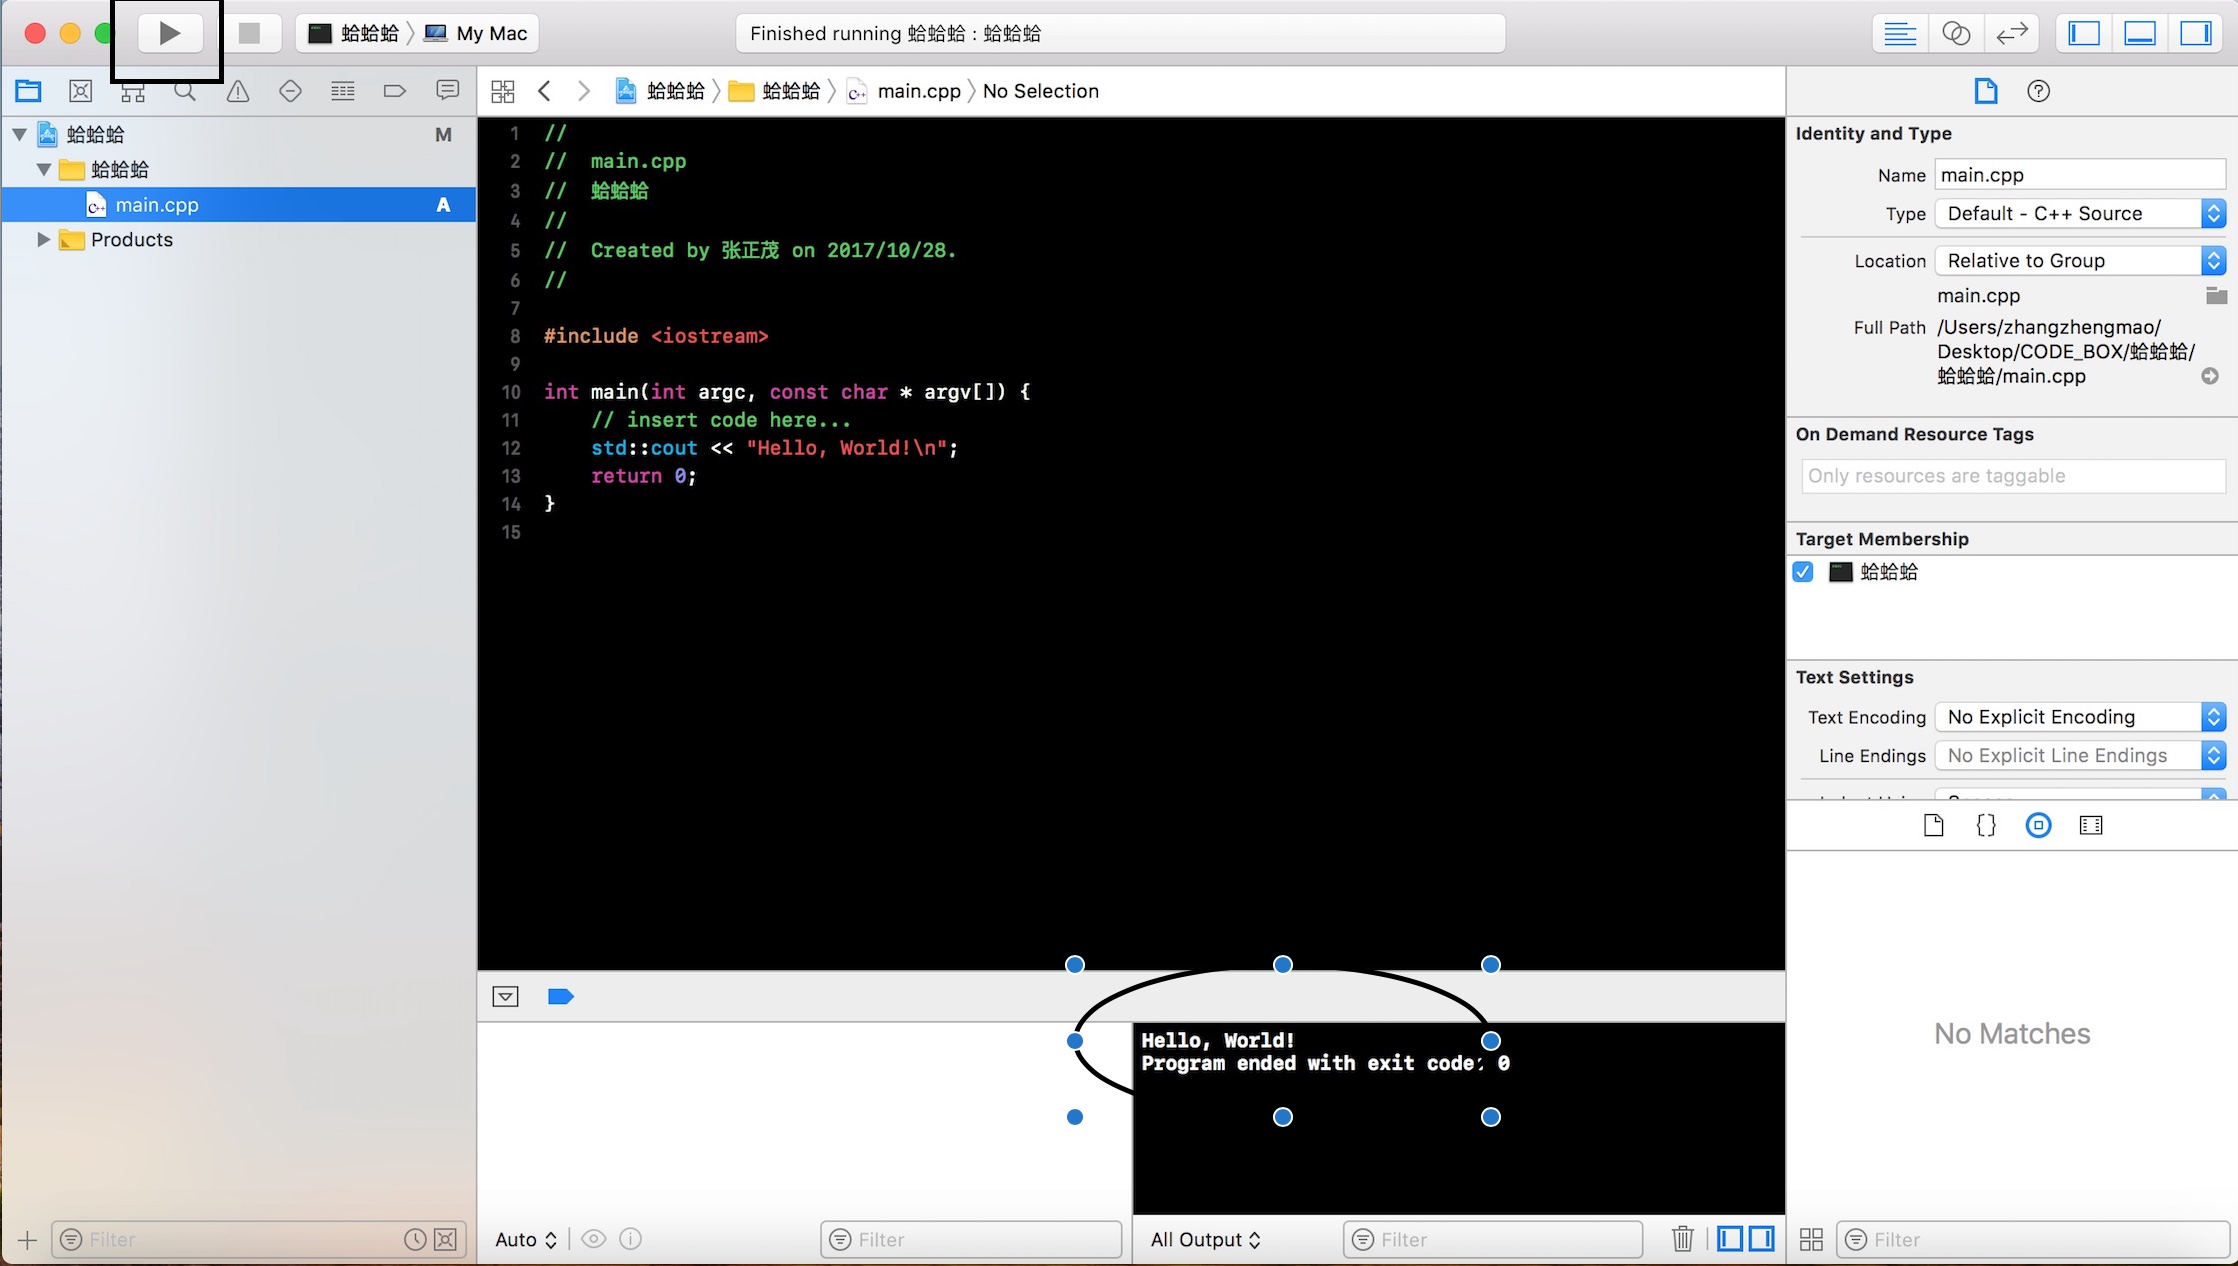 蛤蛤蛤 〉 My Mac
Finished running 蛤蛤蛤 : 蛤蛤蛤
蛤蛤蛤 〉 蛤蛤蛤 〉 main.cpp 〉 No Selection
蛤蛤蛤 M
蛤蛤蛤
main.cpp A
Products
1 //
2 //  main.cpp
3 //  蛤蛤蛤
4 //
5 //  Created by 张正茂 on 2017/10/28.
6 //
7
8 #include <iostream>
9
10 int main(int argc, const char * argv[]) {
11     // insert code here...
12     std::cout << "Hello, World!\n";
13     return 0;
14 }
15
Identity and Type
Name main.cpp
Type Default - C++ Source
Location Relative to Group
main.cpp
Full Path /Users/zhangzhengmao/
Desktop/CODE_BOX/蛤蛤蛤/
蛤蛤蛤/main.cpp
On Demand Resource Tags
Only resources are taggable
Target Membership
蛤蛤蛤
Text Settings
Text Encoding No Explicit Encoding
Line Endings No Explicit Line Endings
No Matches
Hello, World!
Program ended with exit code: 0
Filter
Auto
Filter
All Output
Filter
Filter